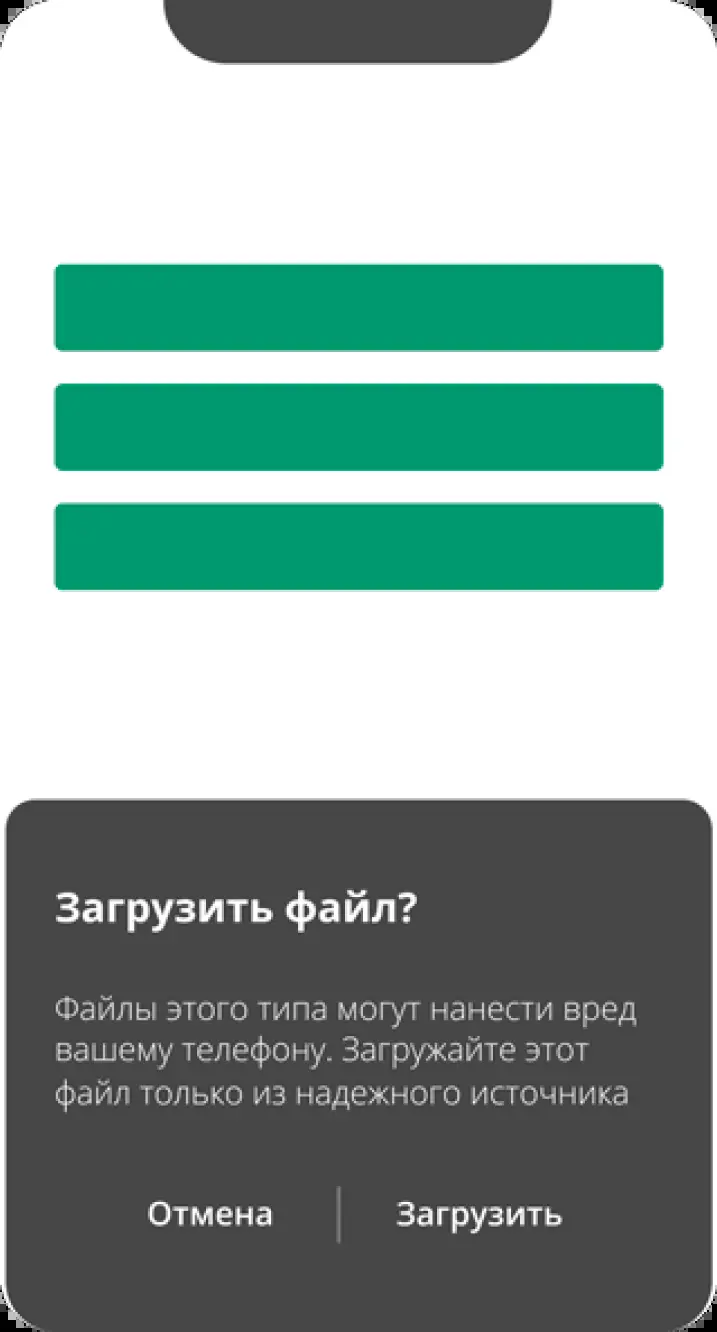 Загрузить файл?
Файлы этого типа могут нанести вред
вашему телефону. Загружайте этот
файл только из надежного источника
Отмена
Загрузить